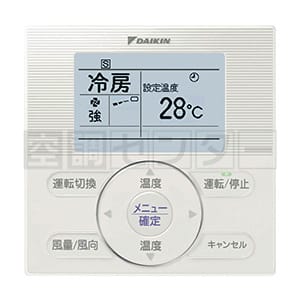 DAIKIN
S
冷房
設定温度
強
28℃
空調センター
運転切換
温度
運転/停止
メニュー
確定
風量/風向
温度
キャンセル